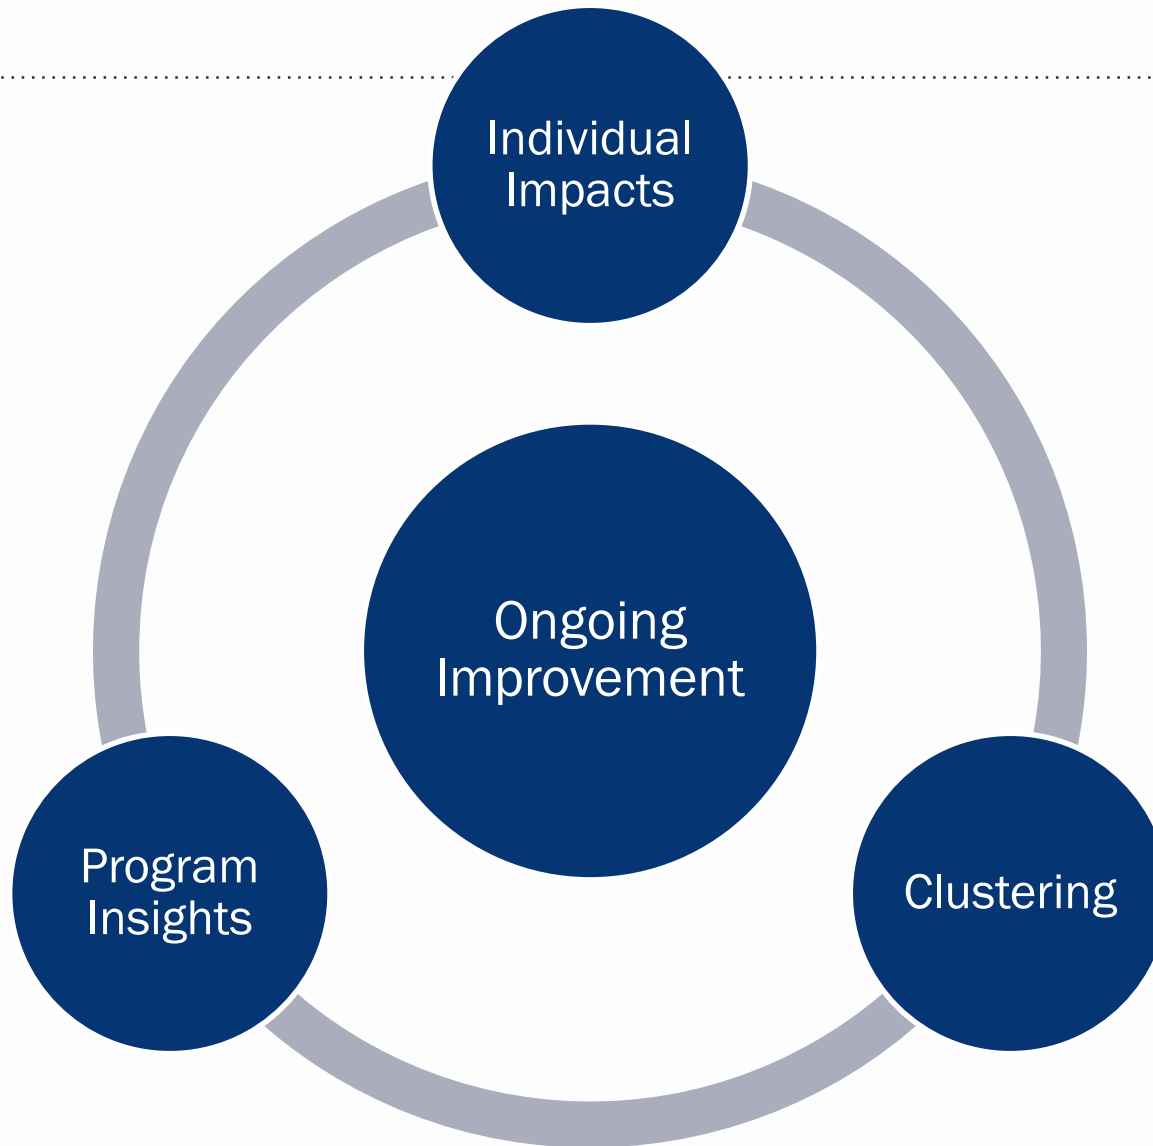 Individual
Impacts
Ongoing
Improvement
Program
Insights
Clustering